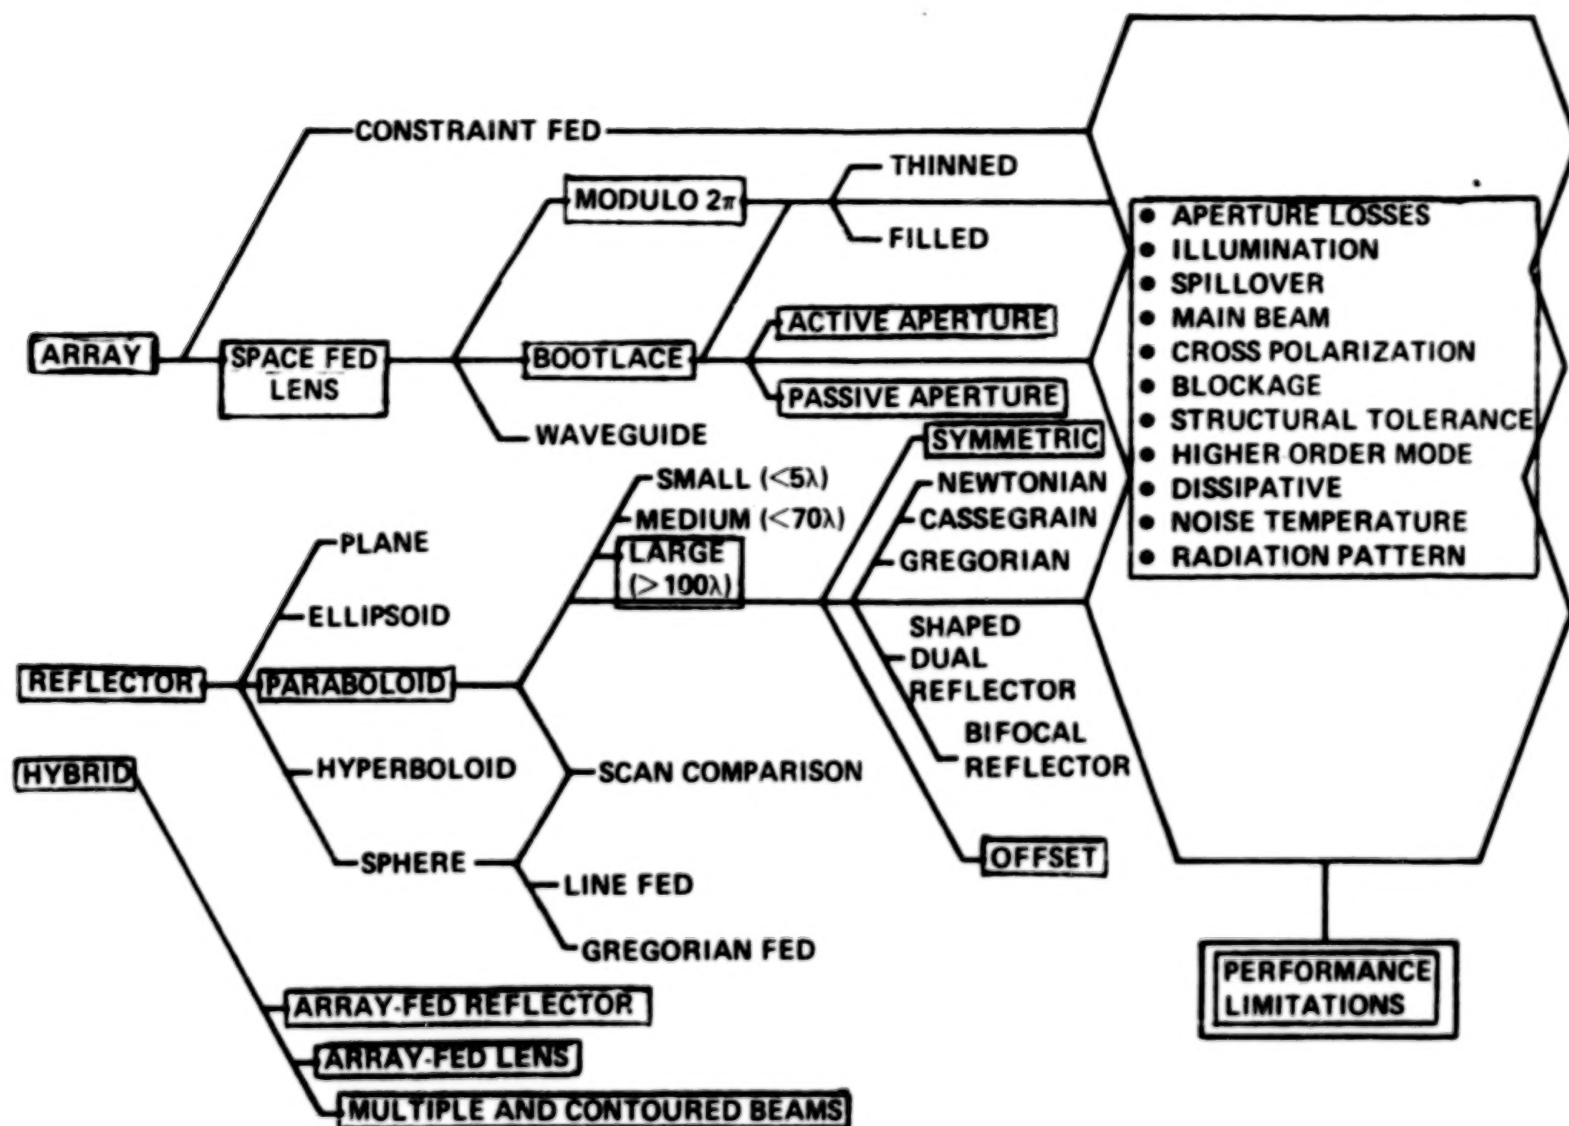 CONSTRAINT FED
MODULO 2π
THINNED
FILLED
ARRAY
SPACE FED
LENS
BOOTLACE
ACTIVE APERTURE
PASSIVE APERTURE
WAVEGUIDE
• APERTURE LOSSES
• ILLUMINATION
• SPILLOVER
• MAIN BEAM
• CROSS POLARIZATION
• BLOCKAGE
• STRUCTURAL TOLERANCE
• HIGHER ORDER MODE
• DISSIPATIVE
• NOISE TEMPERATURE
• RADIATION PATTERN
REFLECTOR
PLANE
ELLIPSOID
PARABOLOID
HYPERBOLOID
SPHERE
SMALL (<5λ)
MEDIUM (<70λ)
LARGE
(>100λ)
SCAN COMPARISON
LINE FED
GREGORIAN FED
SYMMETRIC
NEWTONIAN
CASSEGRAIN
GREGORIAN
SHAPED
DUAL
REFLECTOR
BIFOCAL
REFLECTOR
OFFSET
HYBRID
ARRAY-FED REFLECTOR
ARRAY-FED LENS
MULTIPLE AND CONTOURED BEAMS
PERFORMANCE
LIMITATIONS